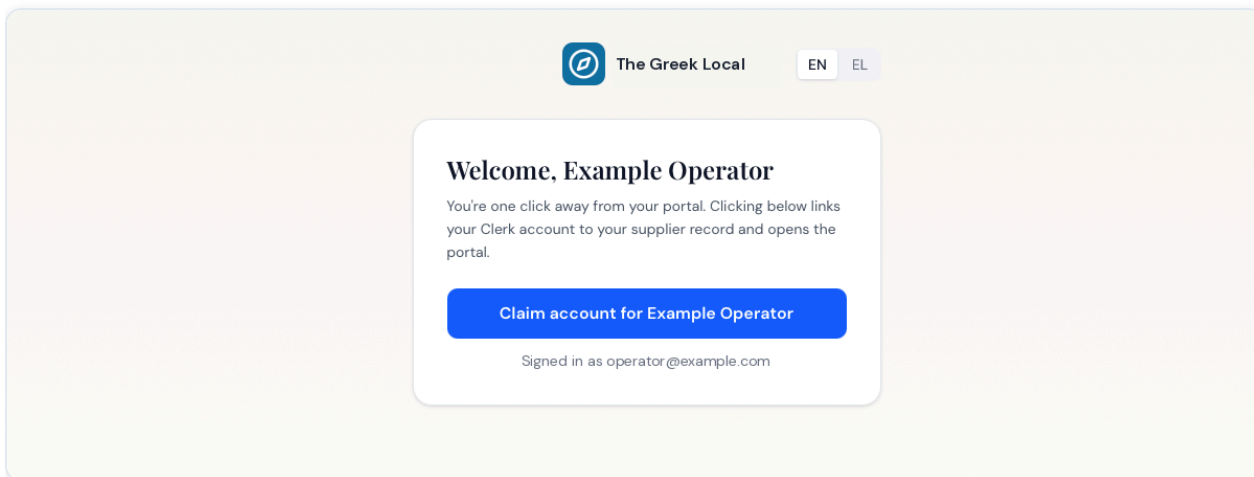 The Greek Local
EN
EL
Welcome, Example Operator
You're one click away from your portal. Clicking below links
your Clerk account to your supplier record and opens the
portal.
Claim account for Example Operator
Signed in as operator@example.com